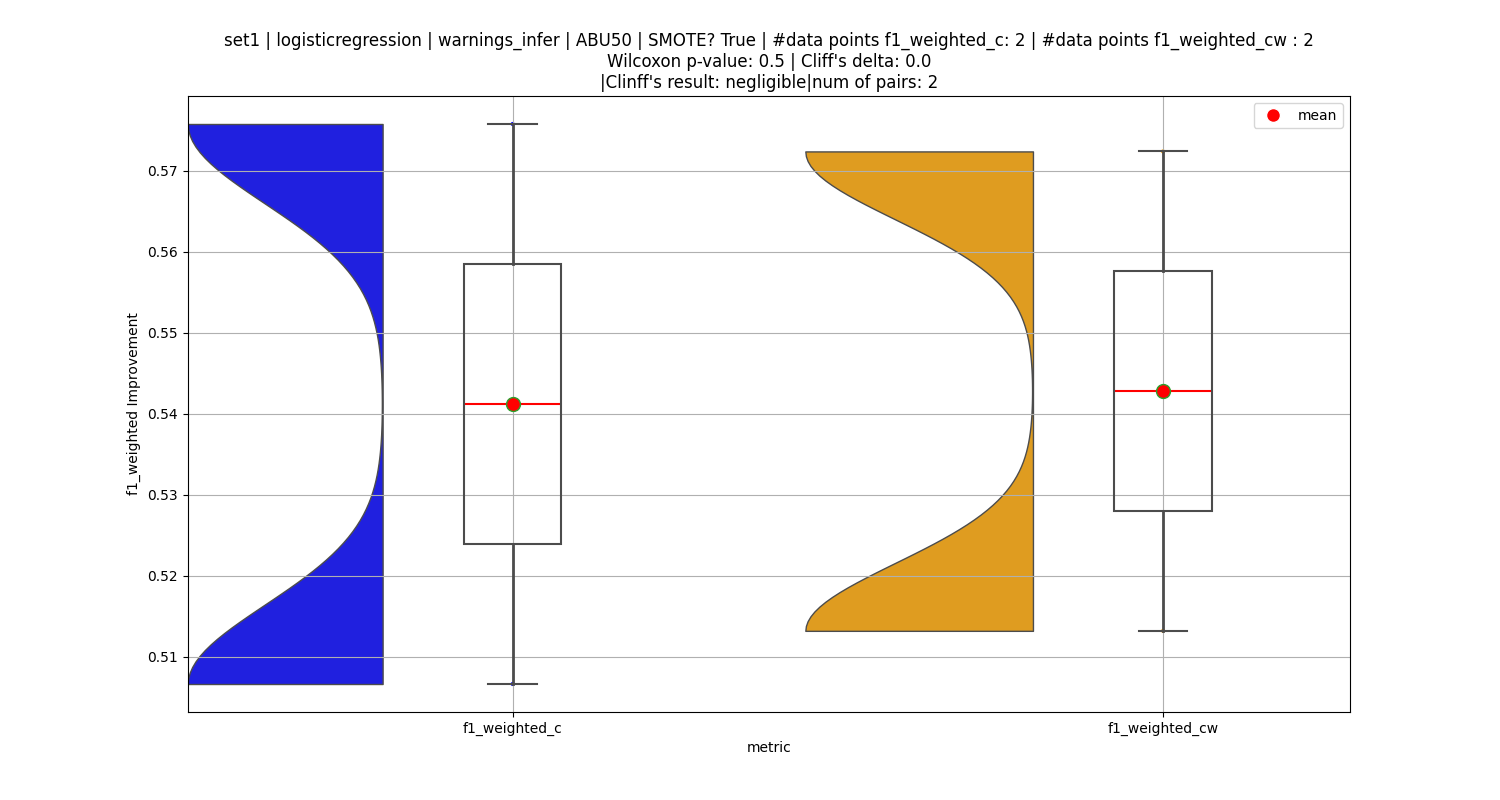 set1 | logisticregression | warnings_infer | ABU50 | SMOTE? True | #data points f1_weighted_c: 2 | #data points f1_weighted_cw : 2
Wilcoxon p-value: 0.5 | Cliff's delta: 0.0
|Clinff's result: negligible|num of pairs: 2
mean
0.57
0.56
0.55
0.54
0.53
0.52
0.51
f1_weighted Improvement
f1_weighted_c
f1_weighted_cw
metric